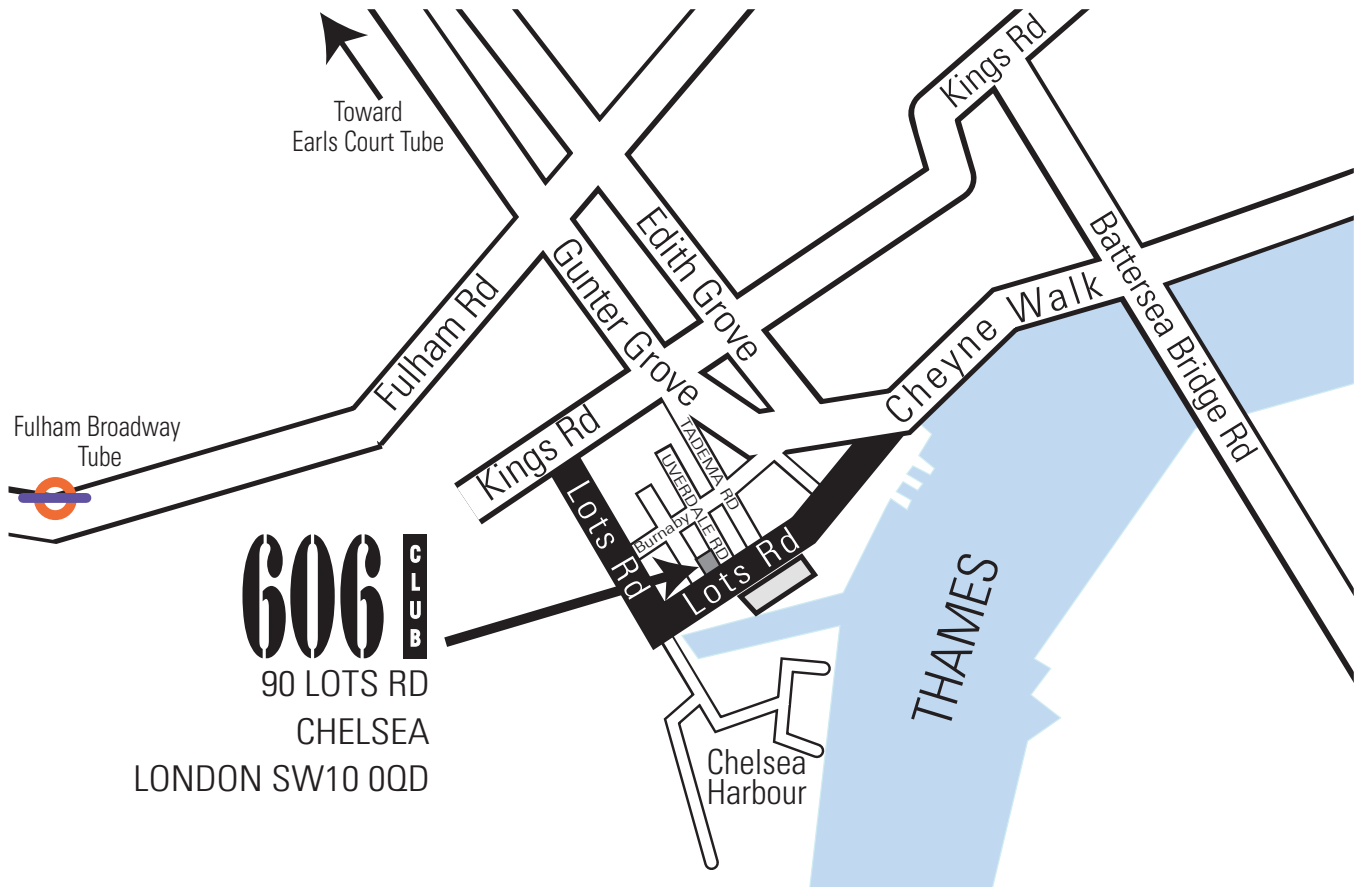 Toward
Earls Court Tube
Kings Rd
Edith Grove
Gunter Grove
Fulham Rd
Battersea Bridge Rd
Cheyne Walk
Fulham Broadway
Tube
Kings Rd
TADEMA RD
UVERDALE RD
Burnaby
Lots Rd
Lots Rd
606 CLUB
90 LOTS RD
CHELSEA
LONDON SW10 0QD
THAMES
Chelsea
Harbour